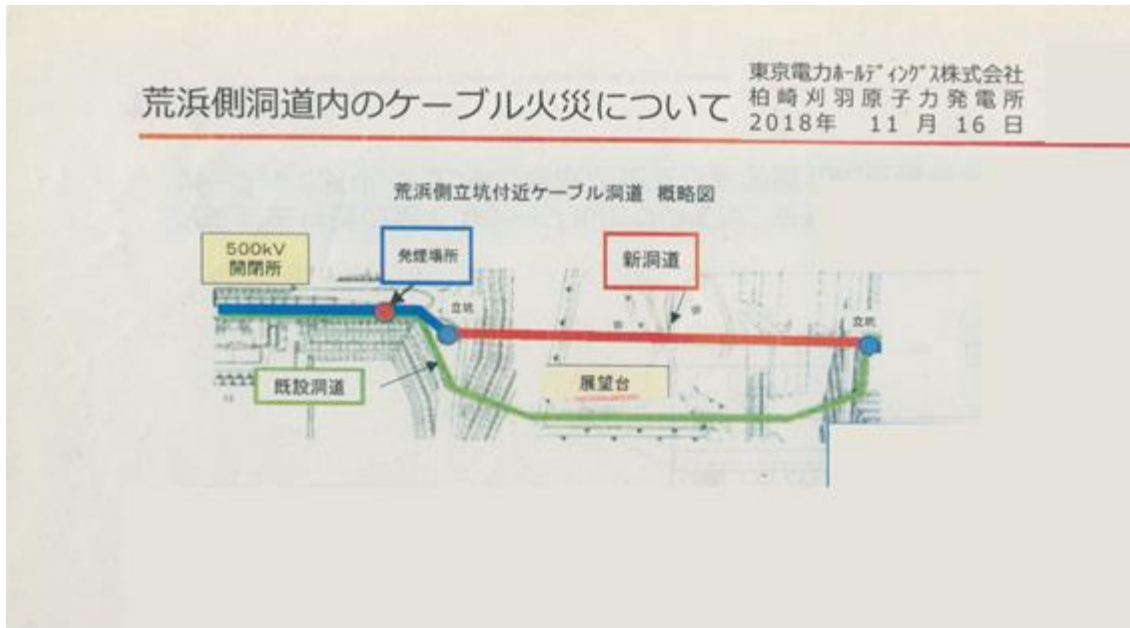 荒浜側洞道内のケーブル火災について
東京電力ホールディングス株式会社
柏崎刈羽原子力発電所
2018年 11月16日
荒浜側立坑付近ケーブル洞道 概略図
500kV
開閉所
発煙場所
新洞道
立坑
立坑
既設洞道
展望台